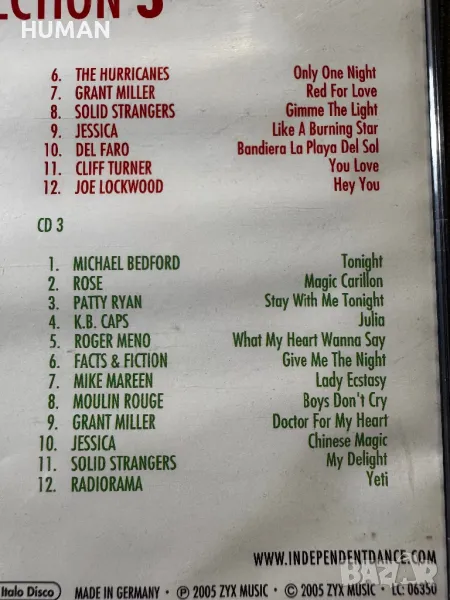 ECTION 3
НАМЕРЕНО В
HUMAN
6. THE HURRICANES Only One Night
7. GRANT MILLER Red For Love
8. SOLID STRANGERS Gimme The Light
9. JESSICA Like A Burning Star
10. DEL FARO Bandiera La Playa Del Sol
11. CLIFF TURNER You Love
12. JOE LOCKWOOD Hey You
CD 3
1. MICHAEL BEDFORD Tonight
2. ROSE Magic Carillon
3. PATTY RYAN Stay With Me Tonight
4. K.B. CAPS Julia
5. ROGER MENO What My Heart Wanna Say
6. FACTS & FICTION Give Me The Night
7. MIKE MAREEN Lady Ecstasy
8. MOULIN ROUGE Boys Don't Cry
9. GRANT MILLER Doctor For My Heart
10. JESSICA Chinese Magic
11. SOLID STRANGERS My Delight
12. RADIORAMA Yeti
WWW.INDEPENDENTDANCE.COM
BAZAR
Italo Disco MADE IN GERMANY • ℗ 2005 ZYX MUSIC • © 2005 ZYX MUSIC • LC: 06350